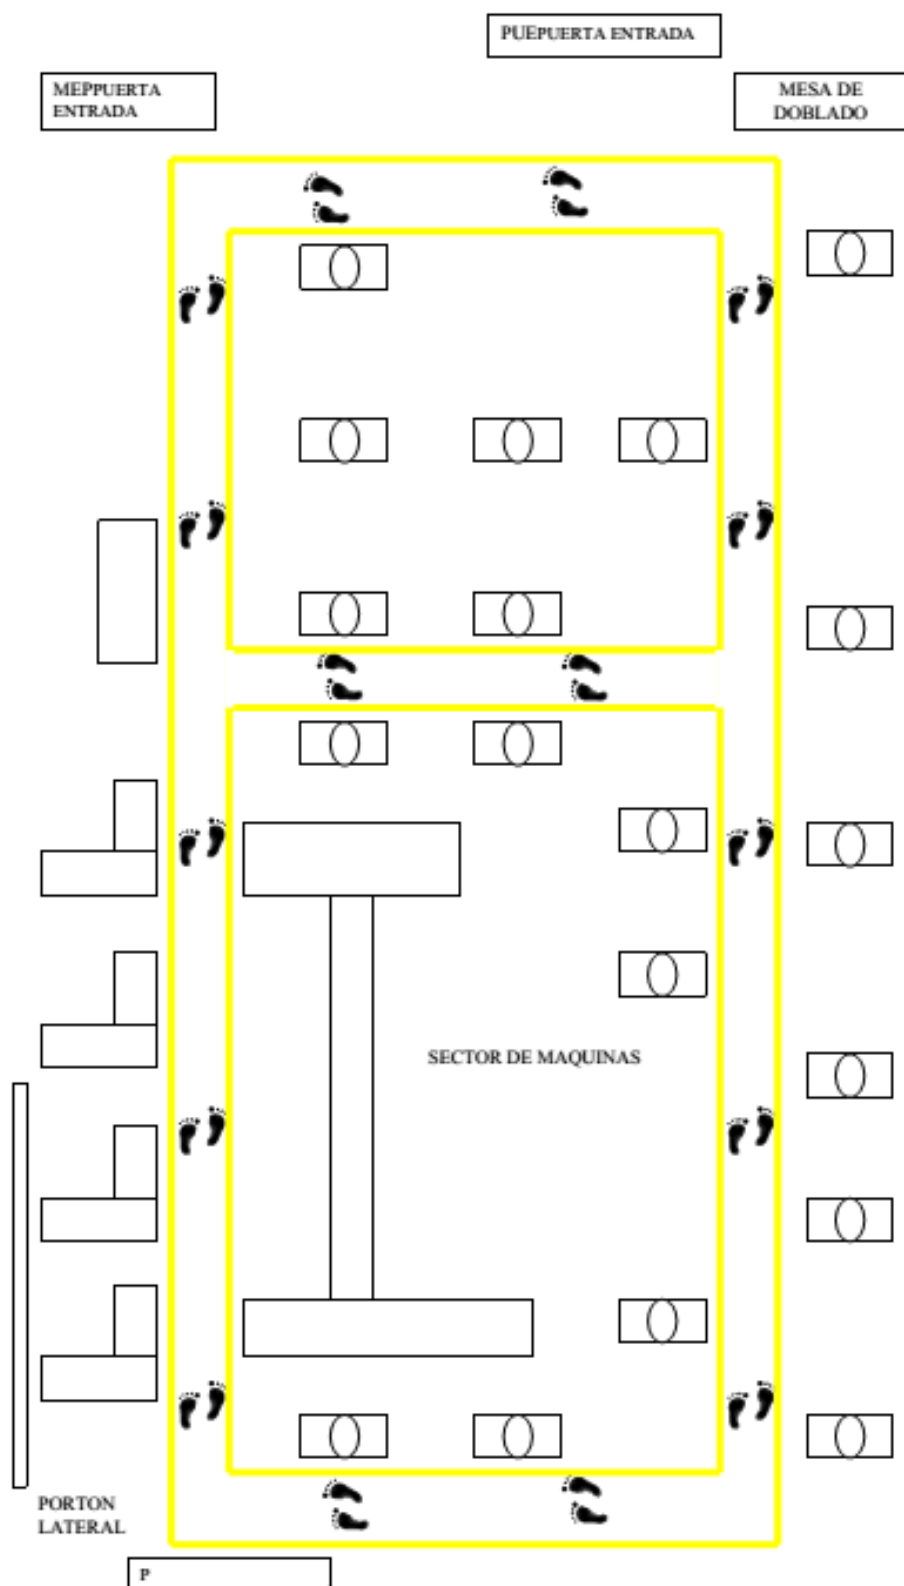 PUEPUERTA ENTRADA
MEPPUERTA
ENTRADA
MESA DE
DOBLADO
SECTOR DE MAQUINAS
PORTON
LATERAL
P